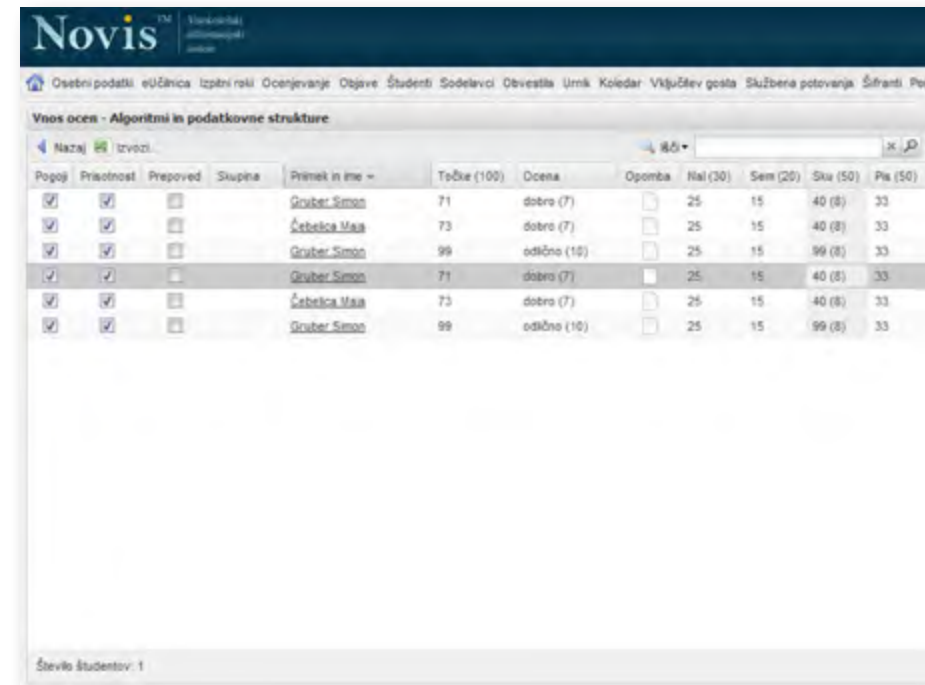 Novis TM
Osebni podatki eUčilnica Izpitni roki Ocenjevanje Objave Študenti Sodelavci Obvestila Urnik Koledar Vključitev gosta Službena potovanja Šifranti
Vnos ocen - Algoritmi in podatkovne strukture
Nazaj Izvozi... Išči
Pogoji Prisotnost Prepoved Skupina Priimek in ime Točke (100) Ocena Opomba Nal (30) Sem (20) Sku (50) Pis (50)
Gruber Simon 71 dobro (7) 25 15 40 (8) 33
Čebelica Maja 73 dobro (7) 25 15 40 (8) 33
Gruber Simon 99 odlično (10) 25 15 99 (8) 33
Gruber Simon 71 dobro (7) 25 15 40 (8) 33
Čebelica Maja 73 dobro (7) 25 15 40 (8) 33
Gruber Simon 99 odlično (10) 25 15 99 (8) 33
Število študentov: 1